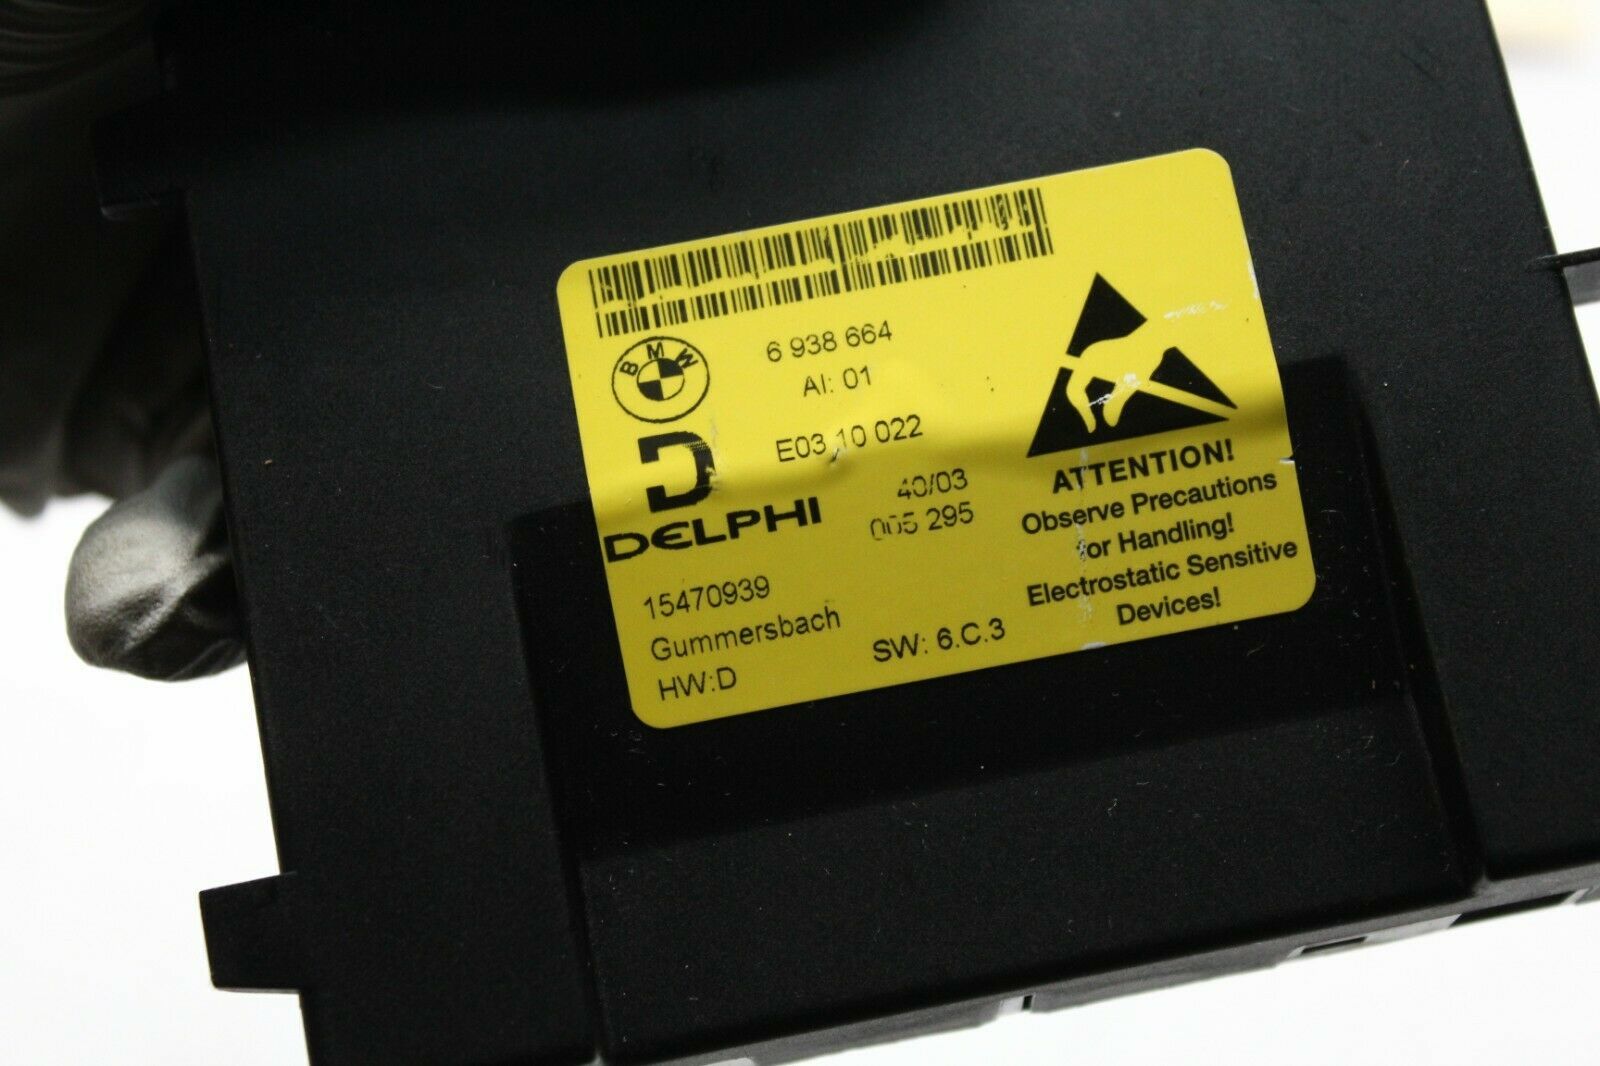 6 938 664
BMW
AI: 01
E03 10 022
40/03
DELPHI
005 295
15470939
Gummersbach
HW:D
SW: 6.C.3
ATTENTION!
Observe Precautions
for Handling!
Electrostatic Sensitive
Devices!